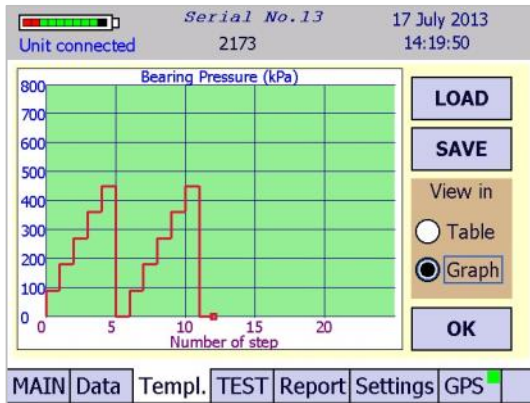 Serial No.13
17 July 2013
Unit connected
2173
14:19:50
Bearing Pressure (kPa)
800
700
600
500
400
300
200
100
0
0 5 10 15 20
Number of step
LOAD
SAVE
View in
Table
Graph
OK
MAIN Data Templ. TEST Report Settings GPS